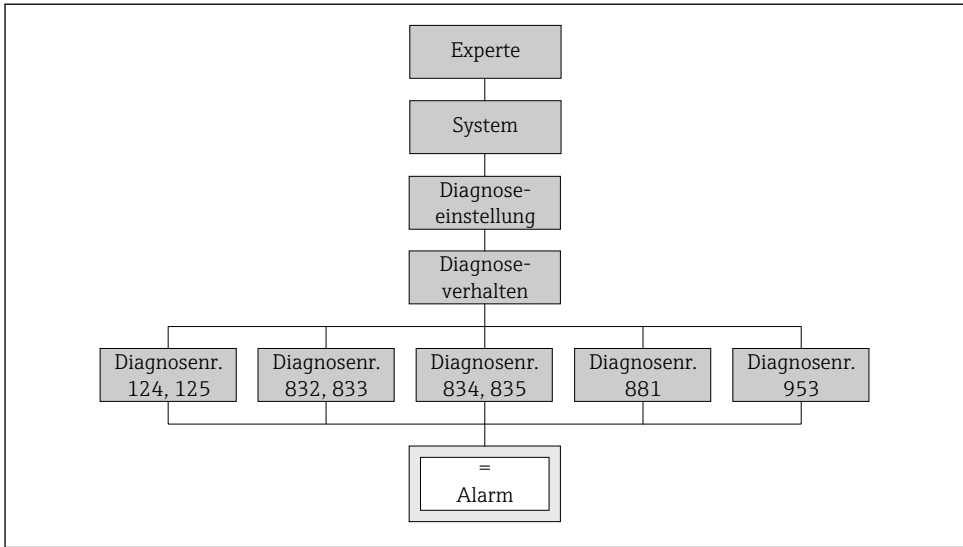 Experte
System
Diagnose-
einstellung
Diagnose-
verhalten
Diagnosenr.
124, 125
Diagnosenr.
832, 833
Diagnosenr.
834, 835
Diagnosenr.
881
Diagnosenr.
953
=
Alarm